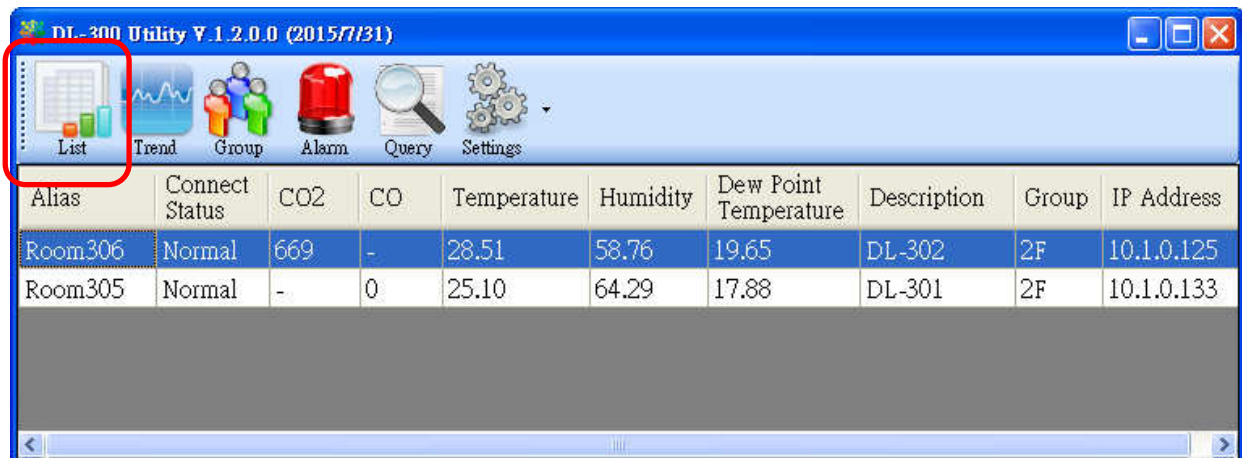 DL-300 Utility V.1.2.0.0 (2015/7/31)
List Trend Group Alarm Query Settings
Alias Connect Status CO2 CO Temperature Humidity Dew Point Temperature Description Group IP Address
Room306 Normal 669 - 28.51 58.76 19.65 DL-302 2F 10.1.0.125
Room305 Normal - 0 25.10 64.29 17.88 DL-301 2F 10.1.0.133